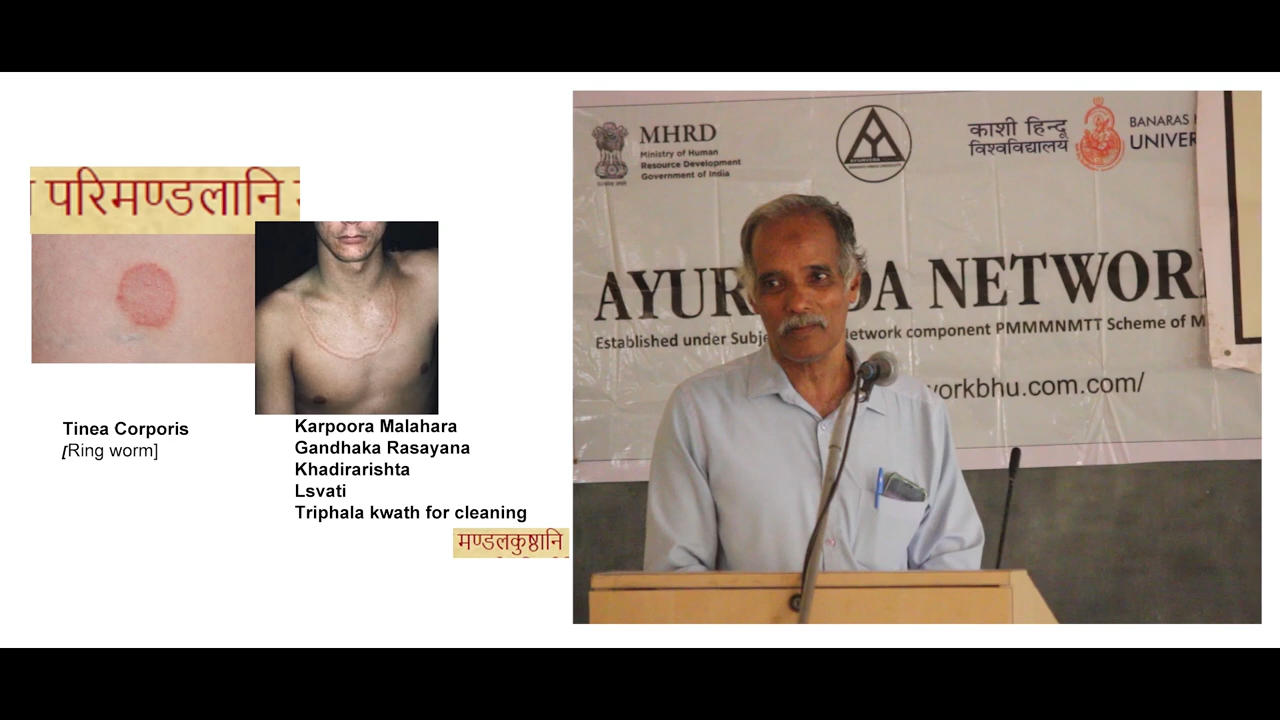 परिमण्डलानि
Tinea Corporis
[Ring worm]
Karpoora Malahara
Gandhaka Rasayana
Khadirarishta
Lsvati
Triphala kwath for cleaning
मण्डलकुष्ठानि
MHRD
Ministry of Human
Resource Development
Government of India
AYURVEDA
काशी हिन्दू
विश्वविद्यालय
BANARAS
UNIVER
AYUR DA NETWOR
Established under Subje etwork component PMMMNMTT Scheme of M
workbhu.com.com/